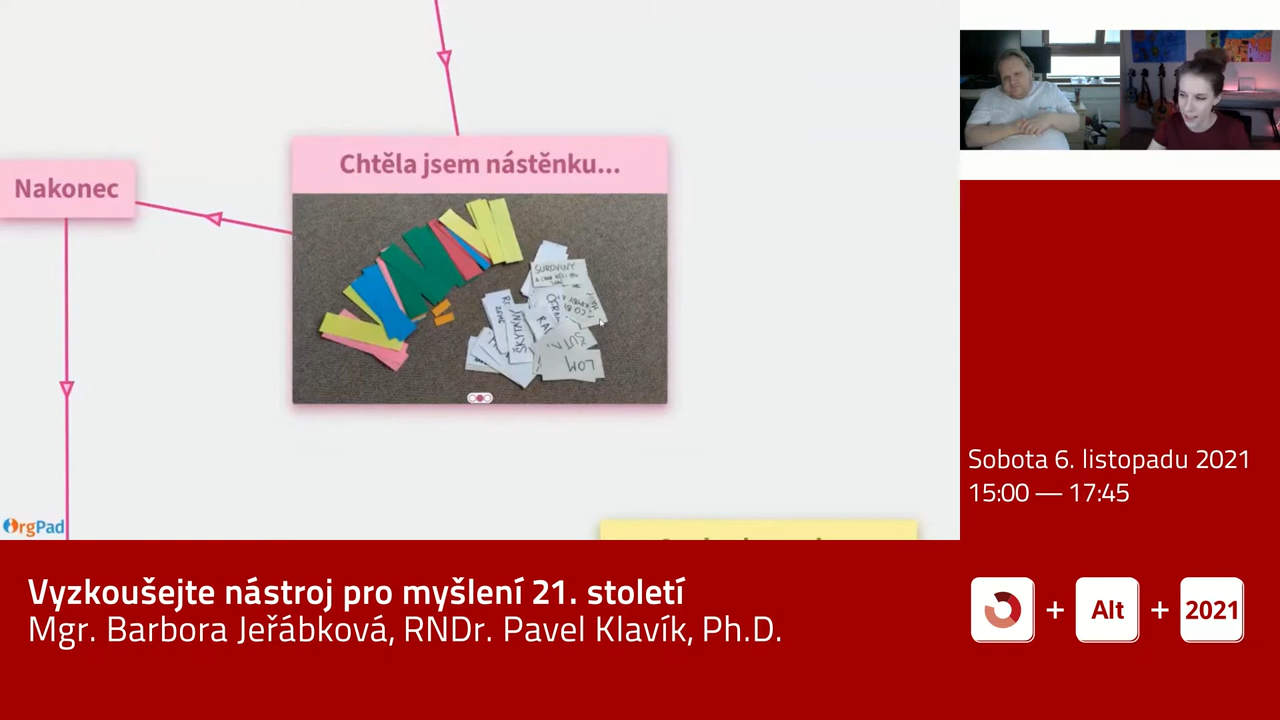 Chtěla jsem nástěnku...
Nakonec
SUROVINY
LOM
OrgPad
Sobota 6. listopadu 2021
15:00 — 17:45
Vyzkoušejte nástroj pro myšlení 21. století
Mgr. Barbora Jeřábková, RNDr. Pavel Klavík, Ph.D.
+ Alt + 2021